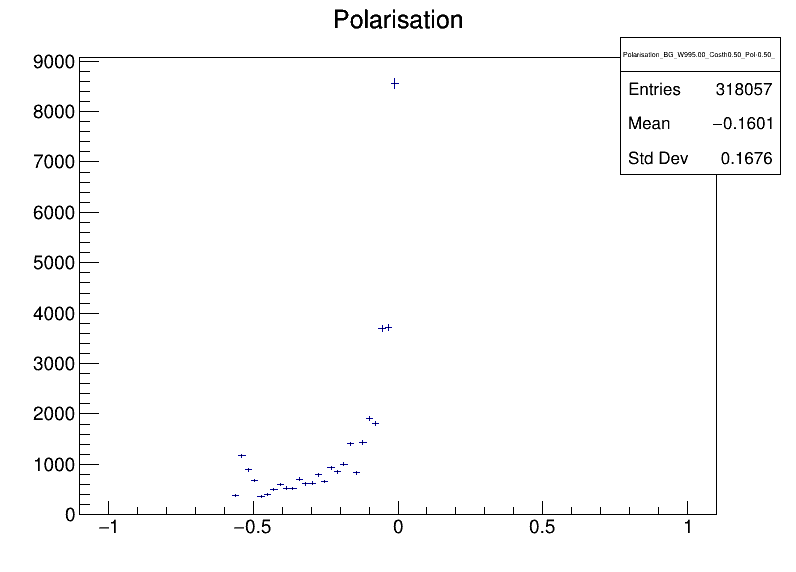 Polarisation
Polarisation_BG_W995.00_Costh0.50_Pol-0.50_
Entries 318057
Mean −0.1601
Std Dev 0.1676
9000
8000
7000
6000
5000
4000
3000
2000
1000
0
−1 −0.5 0 0.5 1